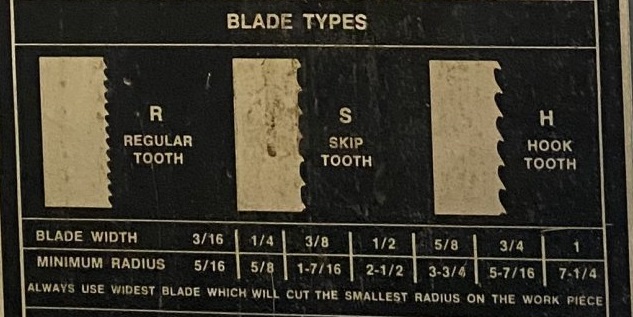 BLADE TYPES
R
REGULAR
TOOTH
S
SKIP
TOOTH
H
HOOK
TOOTH
BLADE WIDTH 3/16 1/4 3/8 1/2 5/8 3/4 1
MINIMUM RADIUS 5/16 5/8 1-7/16 2-1/2 3-3/4 5-7/16 7-1/4
ALWAYS USE WIDEST BLADE WHICH WILL CUT THE SMALLEST RADIUS ON THE WORK PIECE